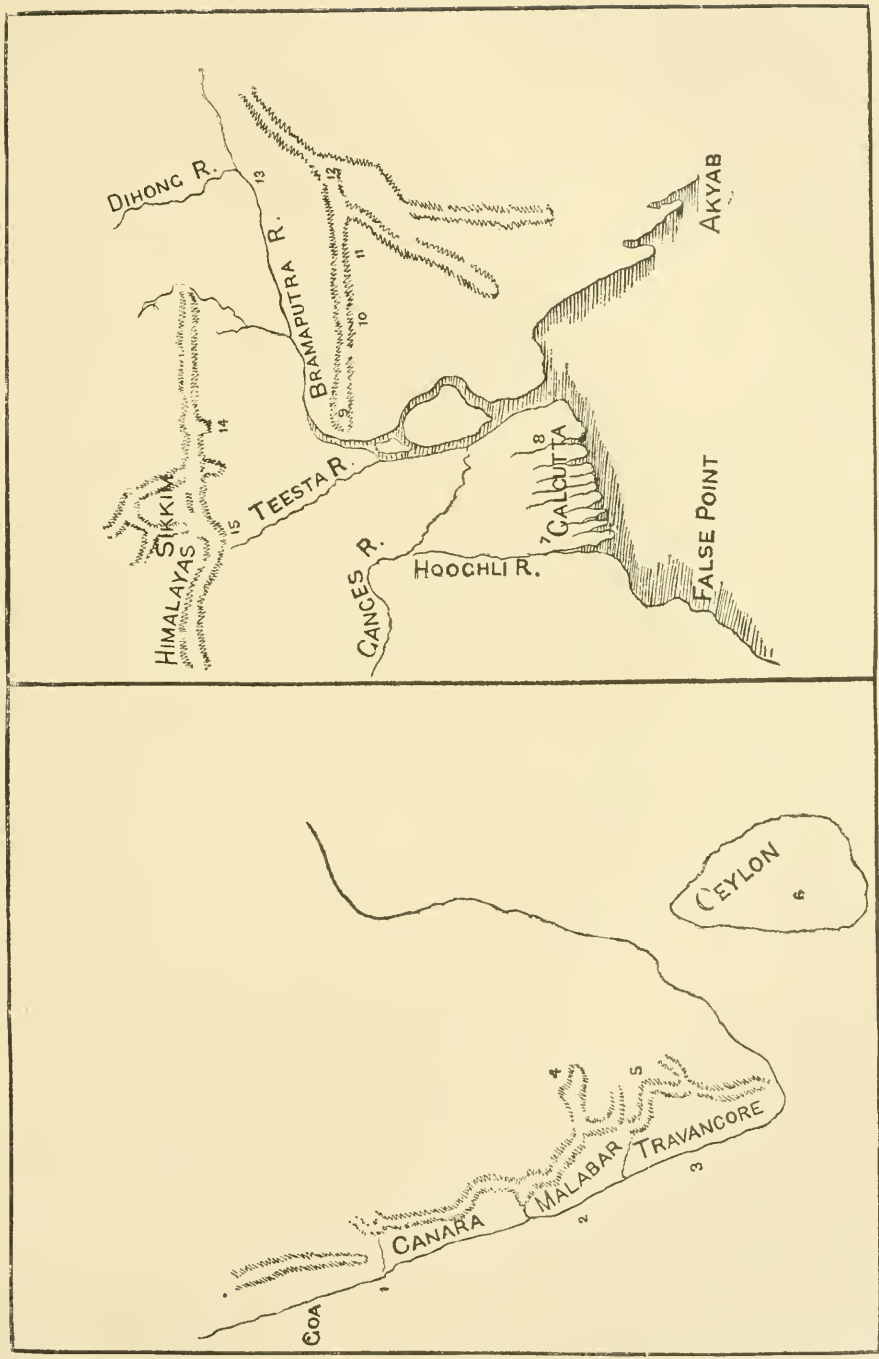 DIHONG R.
13
BRAMAPUTRA R.
12
11
10
9
14
SIKKIM
HIMALAYAS
15
TEESTA R.
GANGES R.
HOOGHLI R.
8
7
CALCUTTA
AKYAB
FALSE POINT
CEYLON
6
4
5
GOA
1
CANARA
MALABAR
2
TRAVANCORE
3